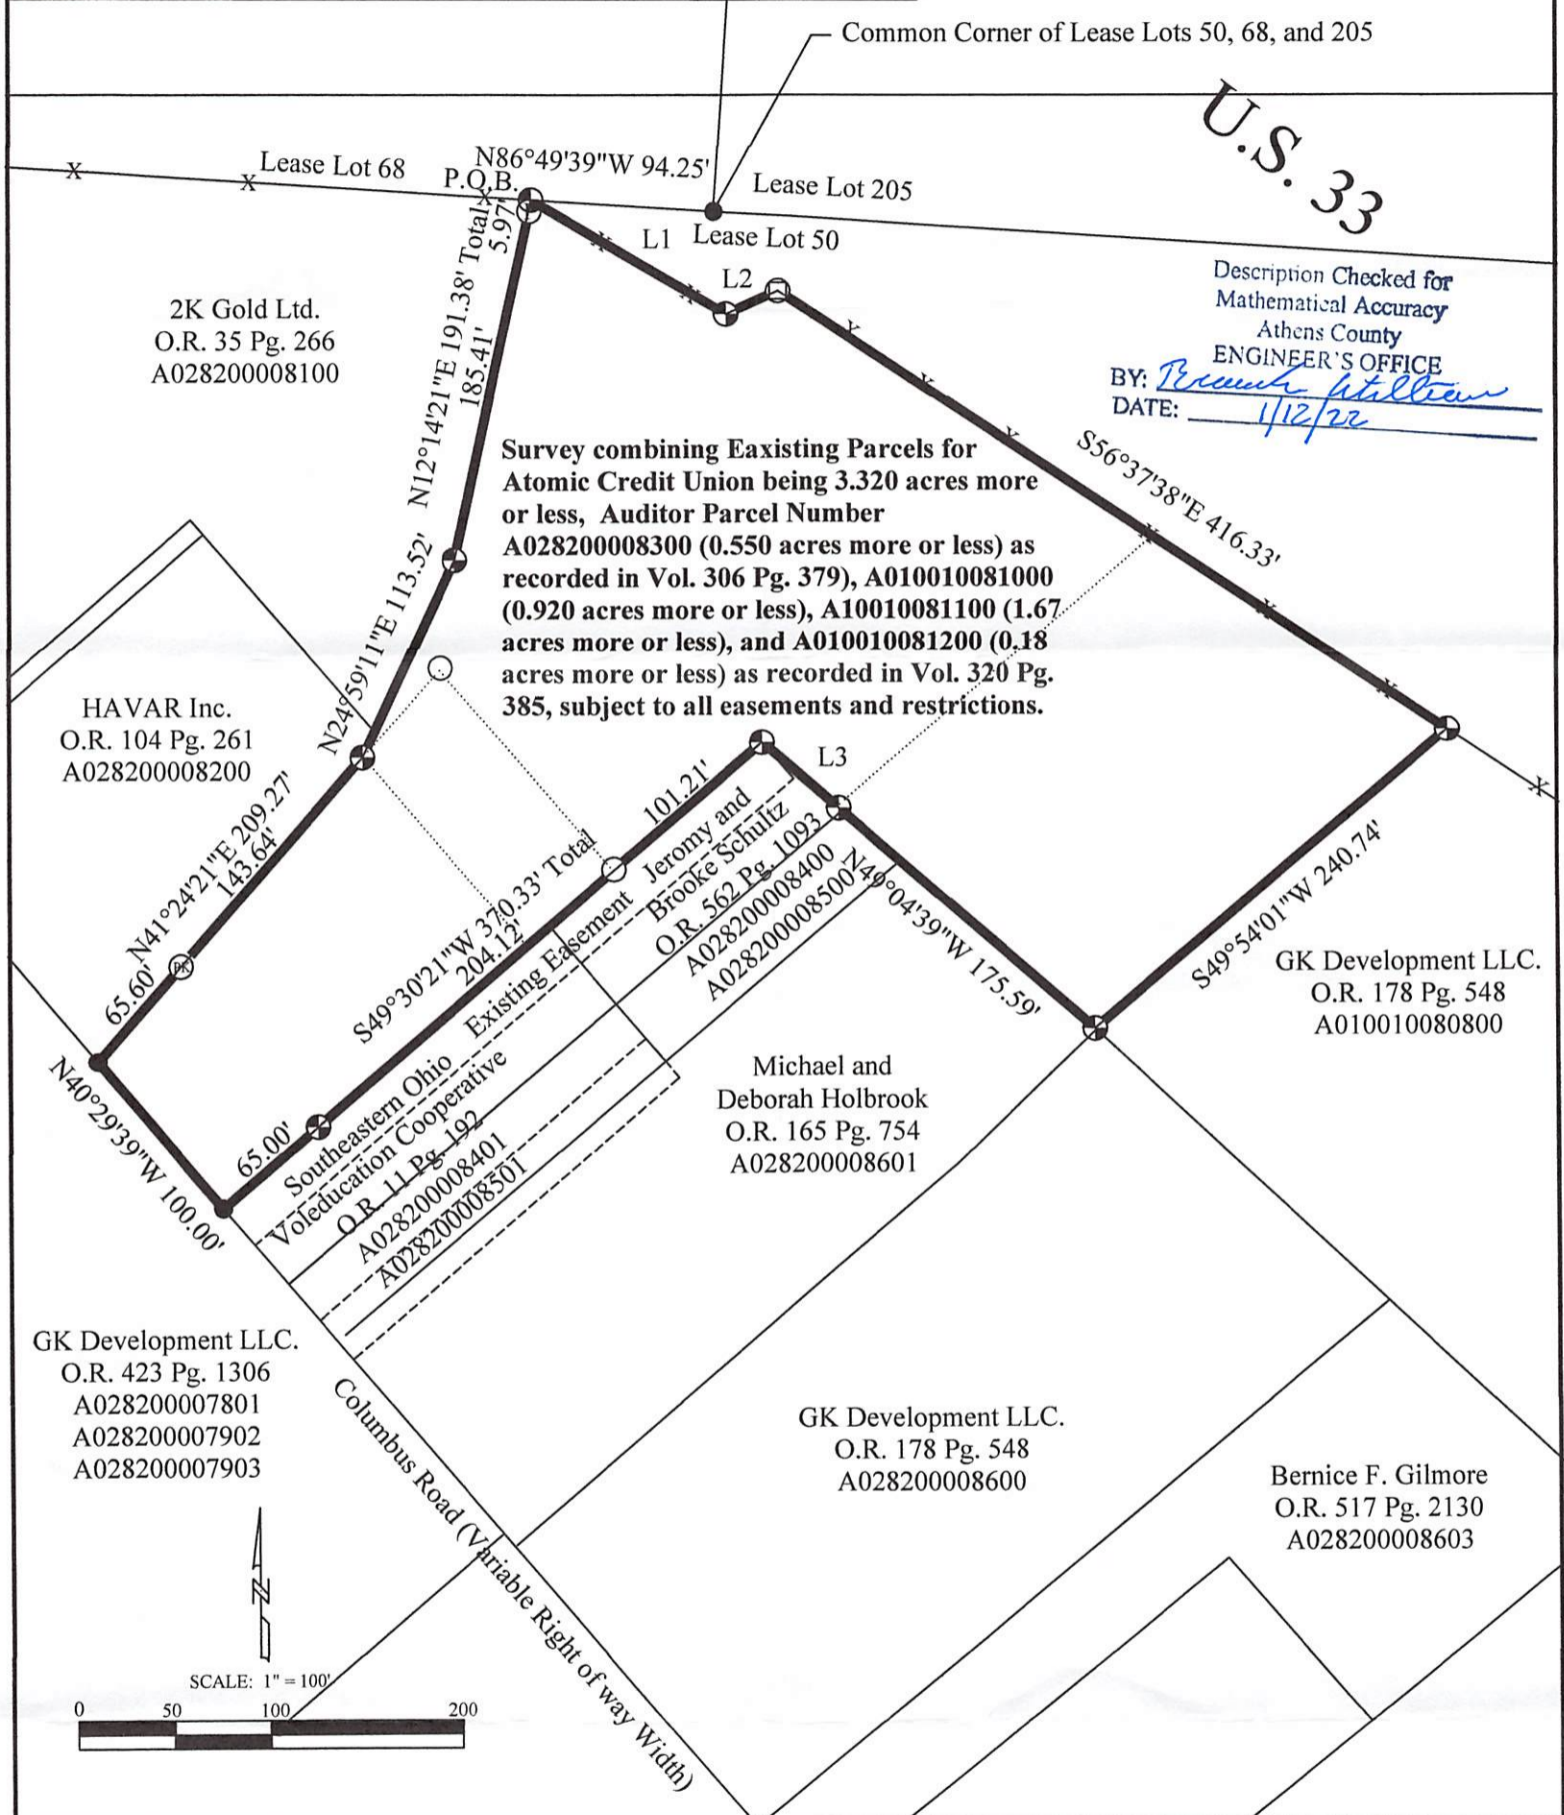 Common Corner of Lease Lots 50, 68, and 205
U.S. 33
Lease Lot 68
N86°49'39"W 94.25'
P.O.B.
Lease Lot 205
L1
Lease Lot 50
L2
Description Checked for
Mathematical Accuracy
Athens County
ENGINEER'S OFFICE
BY:
DATE: 1/12/22
2K Gold Ltd.
O.R. 35 Pg. 266
A028200008100
N12°14'21"E 191.38' Total
5.97'
185.41'
S56°37'38"E 416.33'
Survey combining Eaxisting Parcels for
Atomic Credit Union being 3.320 acres more
or less, Auditor Parcel Number
A028200008300 (0.550 acres more or less) as
recorded in Vol. 306 Pg. 379), A010010081000
(0.920 acres more or less), A10010081100 (1.67
acres more or less), and A010010081200 (0.18
acres more or less) as recorded in Vol. 320 Pg.
385, subject to all easements and restrictions.
N24°59'11"E 113.52'
HAVAR Inc.
O.R. 104 Pg. 261
A028200008200
N41°24'21"E 209.27'
143.64'
PK
65.60'
N40°29'39"W 100.00'
L3
101.21'
S49°30'21"W 370.33' Total
204.12'
65.00'
Existing Easement
Jeromy and
Brooke Schultz
O.R. 562 Pg. 1093
A028200008400
A028200008500
N49°04'39"W 175.59'
S49°54'01"W 240.74'
GK Development LLC.
O.R. 178 Pg. 548
A010010080800
Southeastern Ohio
Voleducation Cooperative
O.R. 11 Pg. 192
A028200008401
A028200008501
Michael and
Deborah Holbrook
O.R. 165 Pg. 754
A028200008601
GK Development LLC.
O.R. 423 Pg. 1306
A028200007801
A028200007902
A028200007903
Columbus Road (Variable Right of way Width)
GK Development LLC.
O.R. 178 Pg. 548
A028200008600
Bernice F. Gilmore
O.R. 517 Pg. 2130
A028200008603
N
SCALE: 1" = 100'
0 50 100 200